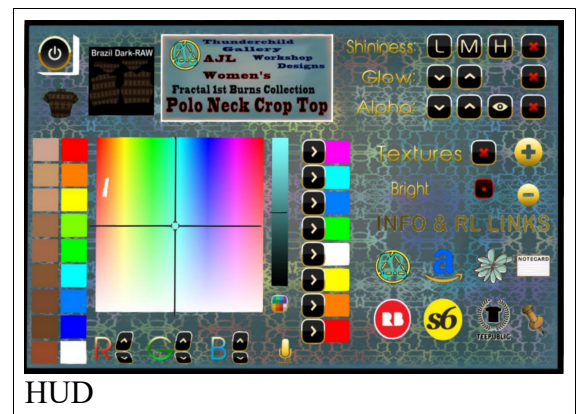 Brazil Dark-RAW
Thunderchild
Gallery
AJL Workshop
Designs
Women's
Fractal 1st Burns Collection
Polo Neck Crop Top
Shininess: L M H
Glow:
Alpha:
Textures
Bright
INFO & RL LINKS
a
NOTECARD
RB
s6
TEEPUBLIC
R G B
HUD